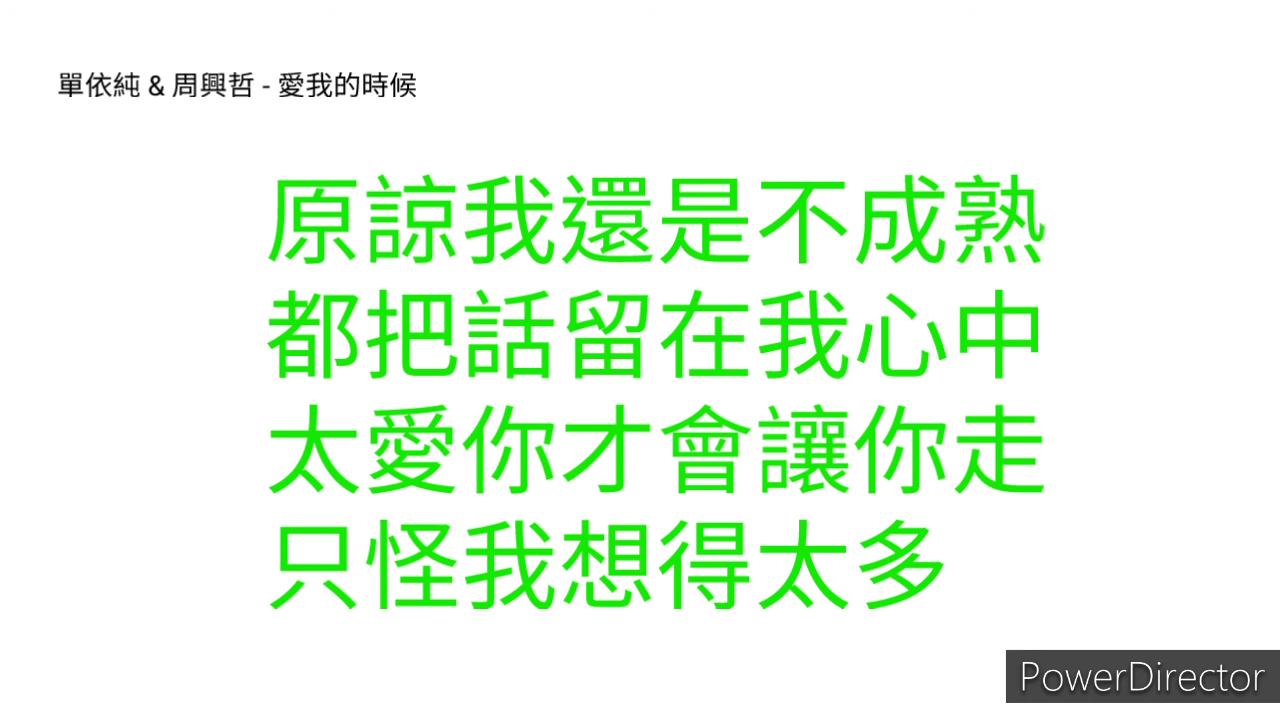 單依純 & 周興哲 - 愛我的時候
原諒我還是不成熟
都把話留在我心中
太愛你才會讓你走
只怪我想得太多
PowerDirector